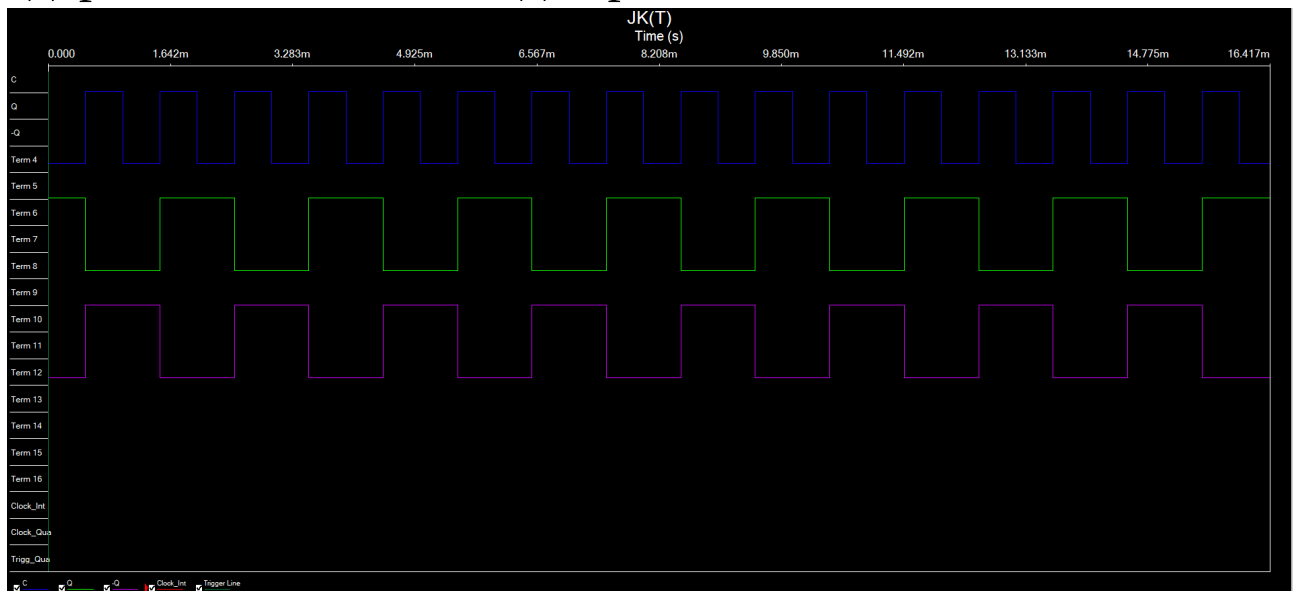 JK(T)
Time (s)
0.000 1.642m 3.283m 4.925m 6.567m 8.208m 9.850m 11.492m 13.133m 14.775m 16.417m
C
Q
-Q
Term 4
Term 5
Term 6
Term 7
Term 8
Term 9
Term 10
Term 11
Term 12
Term 13
Term 14
Term 15
Term 16
Clock_Int
Clock_Qua
Trigg_Qua
C Q -Q Clock_Int Trigger Line